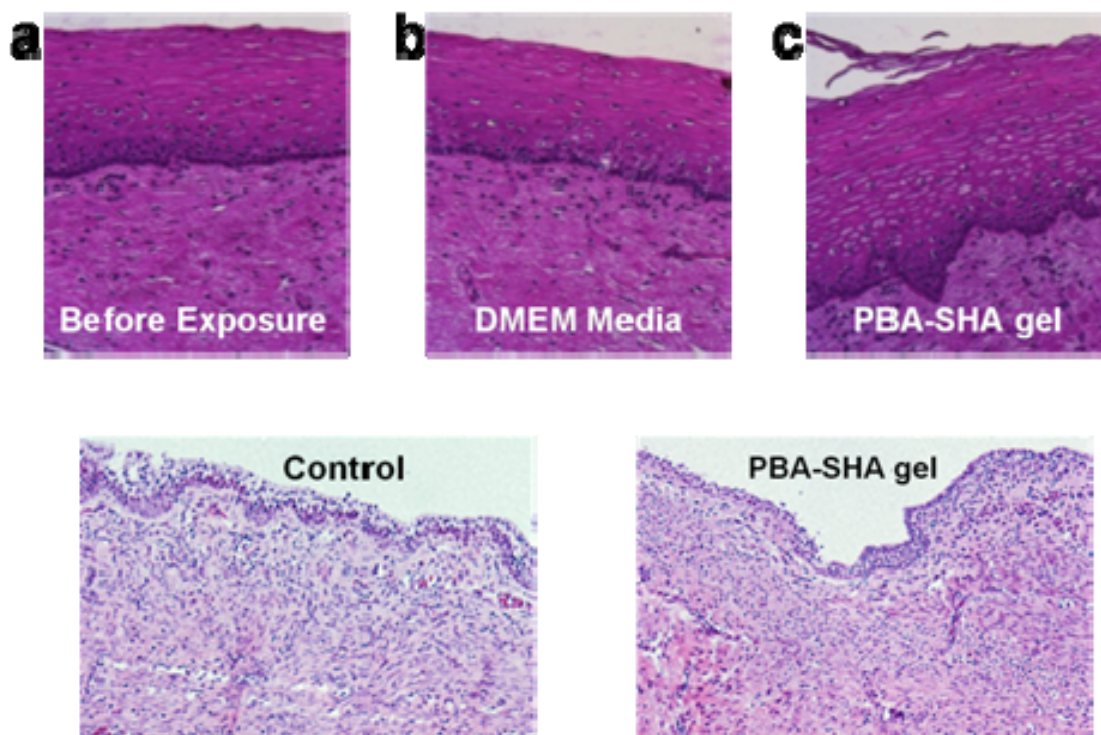 a
b
c
Before Exposure
DMEM Media
PBA-SHA gel
Control
PBA-SHA gel